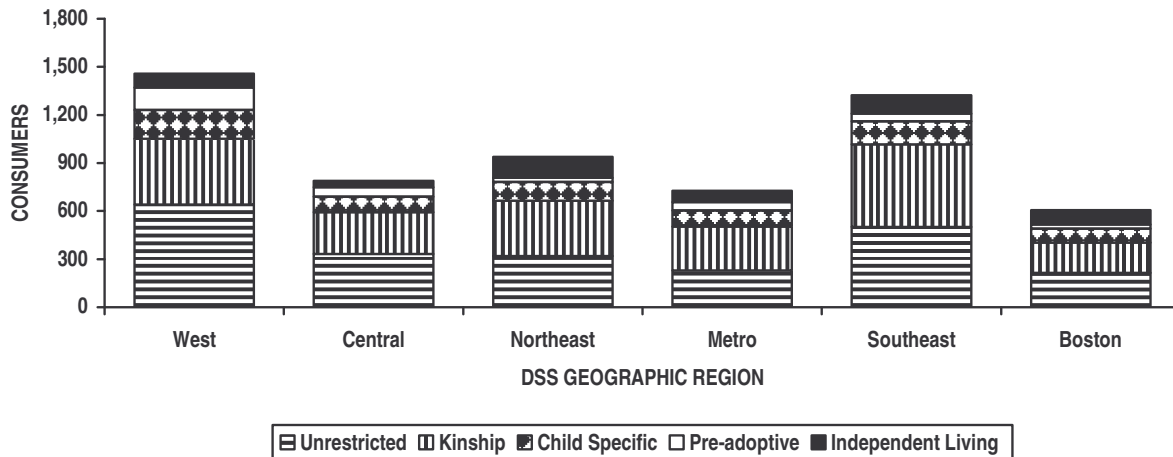 1,800
1,500
1,200
900
600
300
0
CONSUMERS
West Central Northeast Metro Southeast Boston
DSS GEOGRAPHIC REGION
Unrestricted Kinship Child Specific Pre-adoptive Independent Living